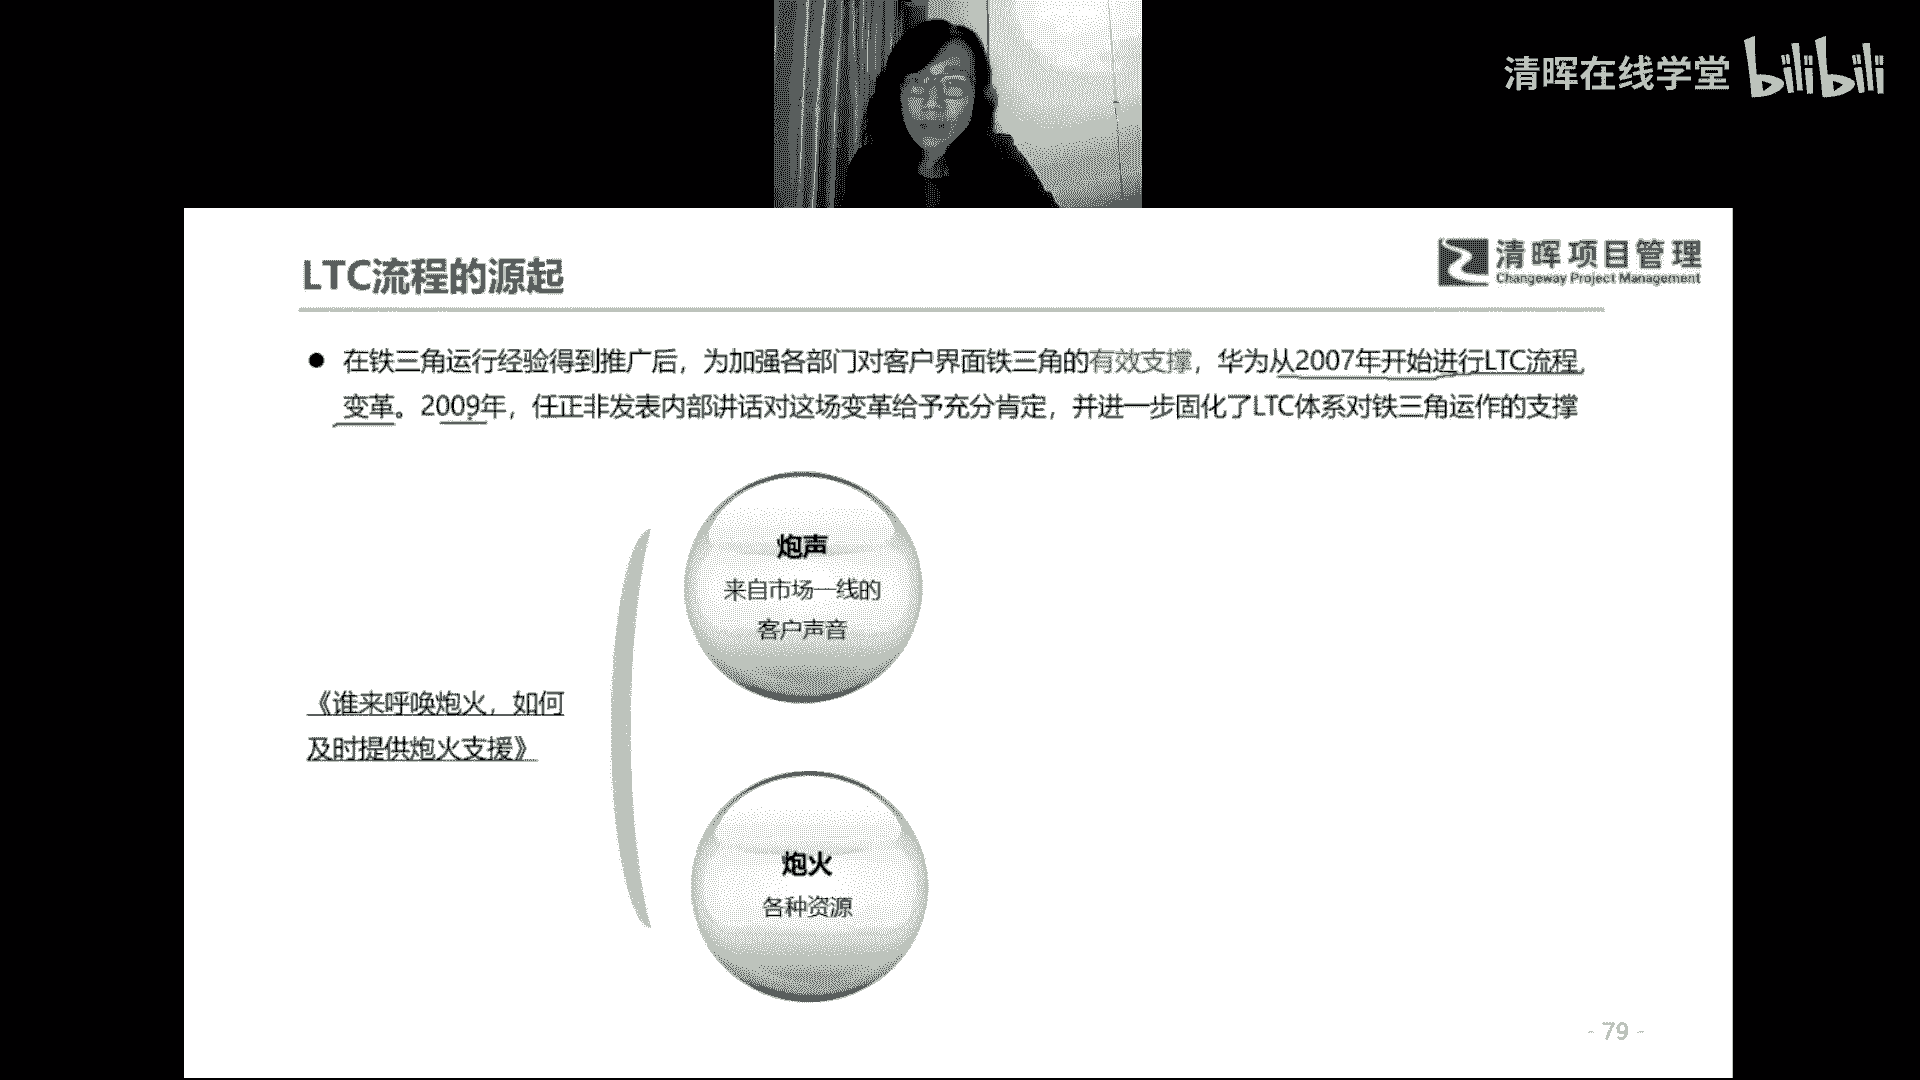 清晖在线学堂 bilibili
LTC流程的源起
清晖项目管理
Changeway Project Management
● 在铁三角运行经验得到推广后，为加强各部门对客户界面铁三角的有效支撑，华为从2007年开始进行LTC流程
变革。2009年，任正非发表内部讲话对这场变革给予充分肯定，并进一步固化了LTC体系对铁三角运作的支撑
炮声
来自市场一线的
客户声音
《谁来呼唤炮火，如何
及时提供炮火支援》
炮火
各种资源
- 79 -